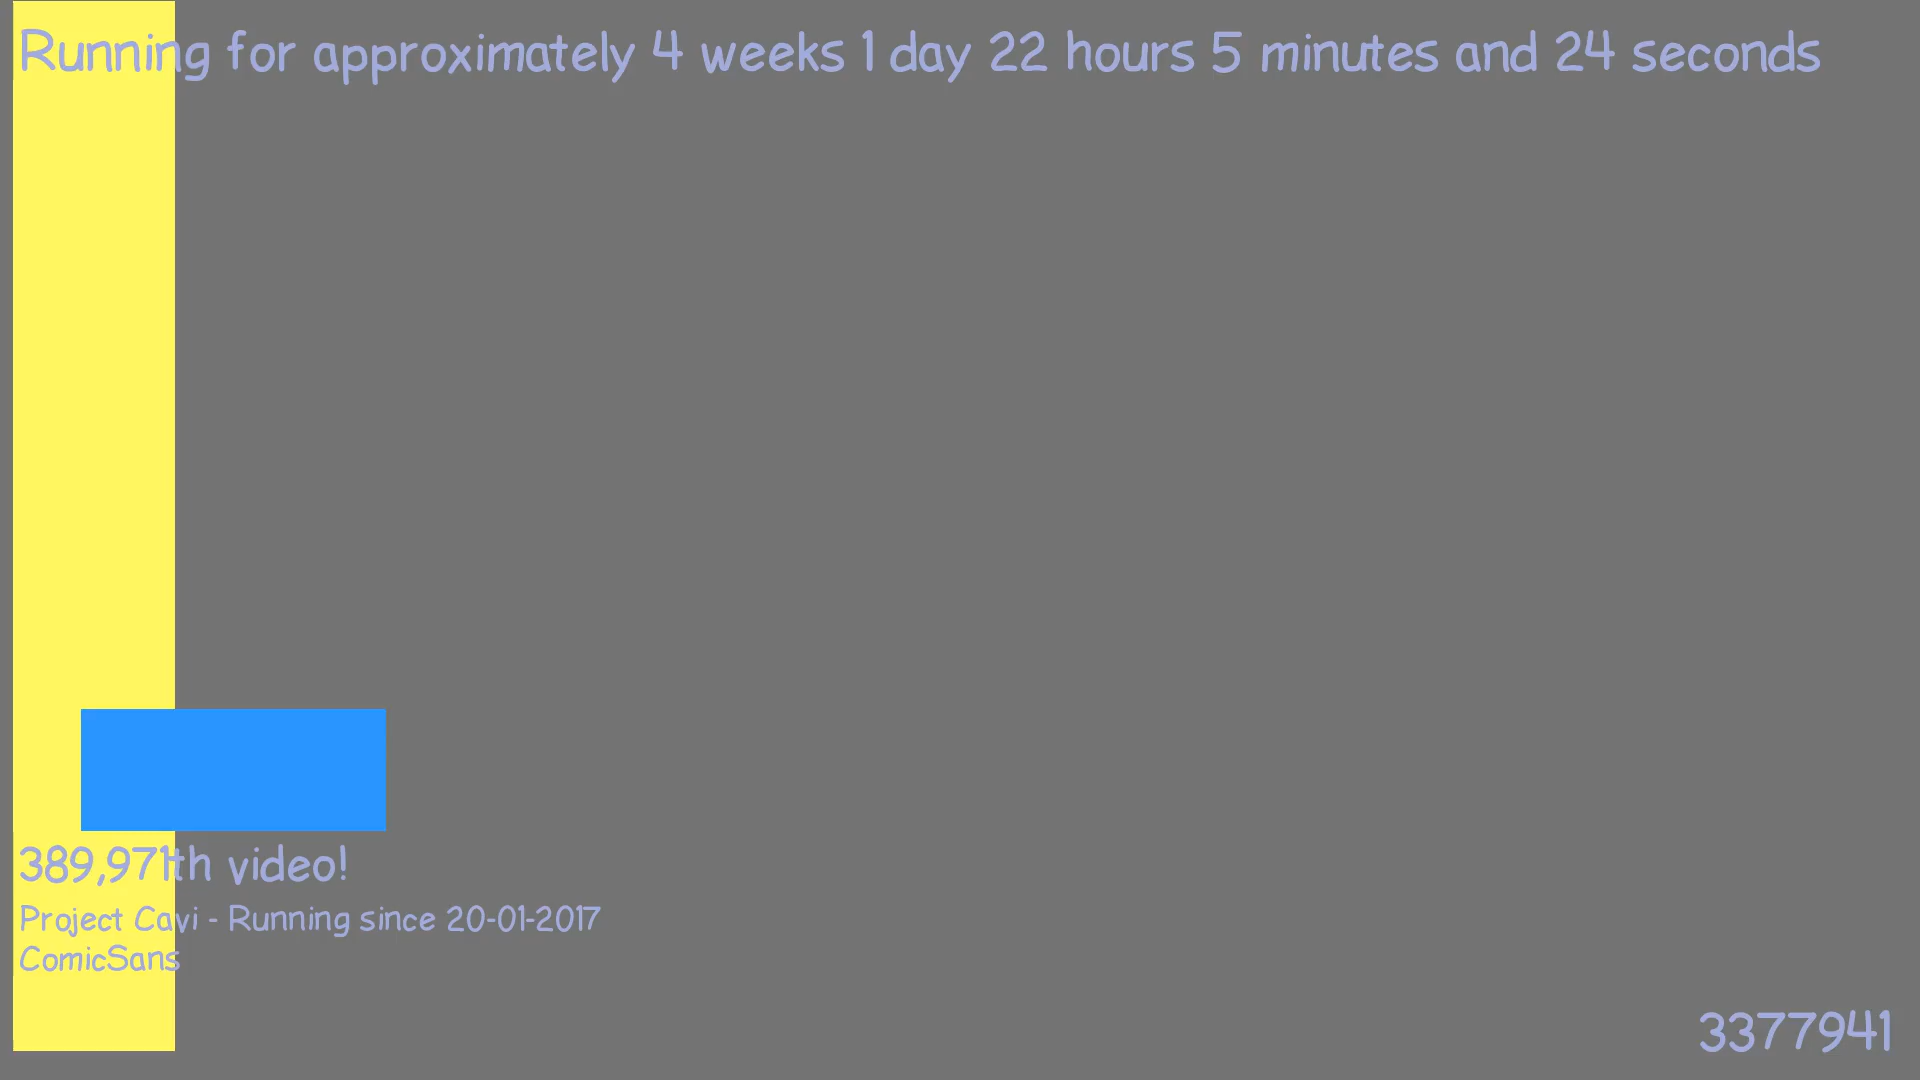 Running for approximately 4 weeks 1 day 22 hours 5 minutes and 24 seconds
389,971th video!
Project Cavi - Running since 20-01-2017
ComicSans
3377941